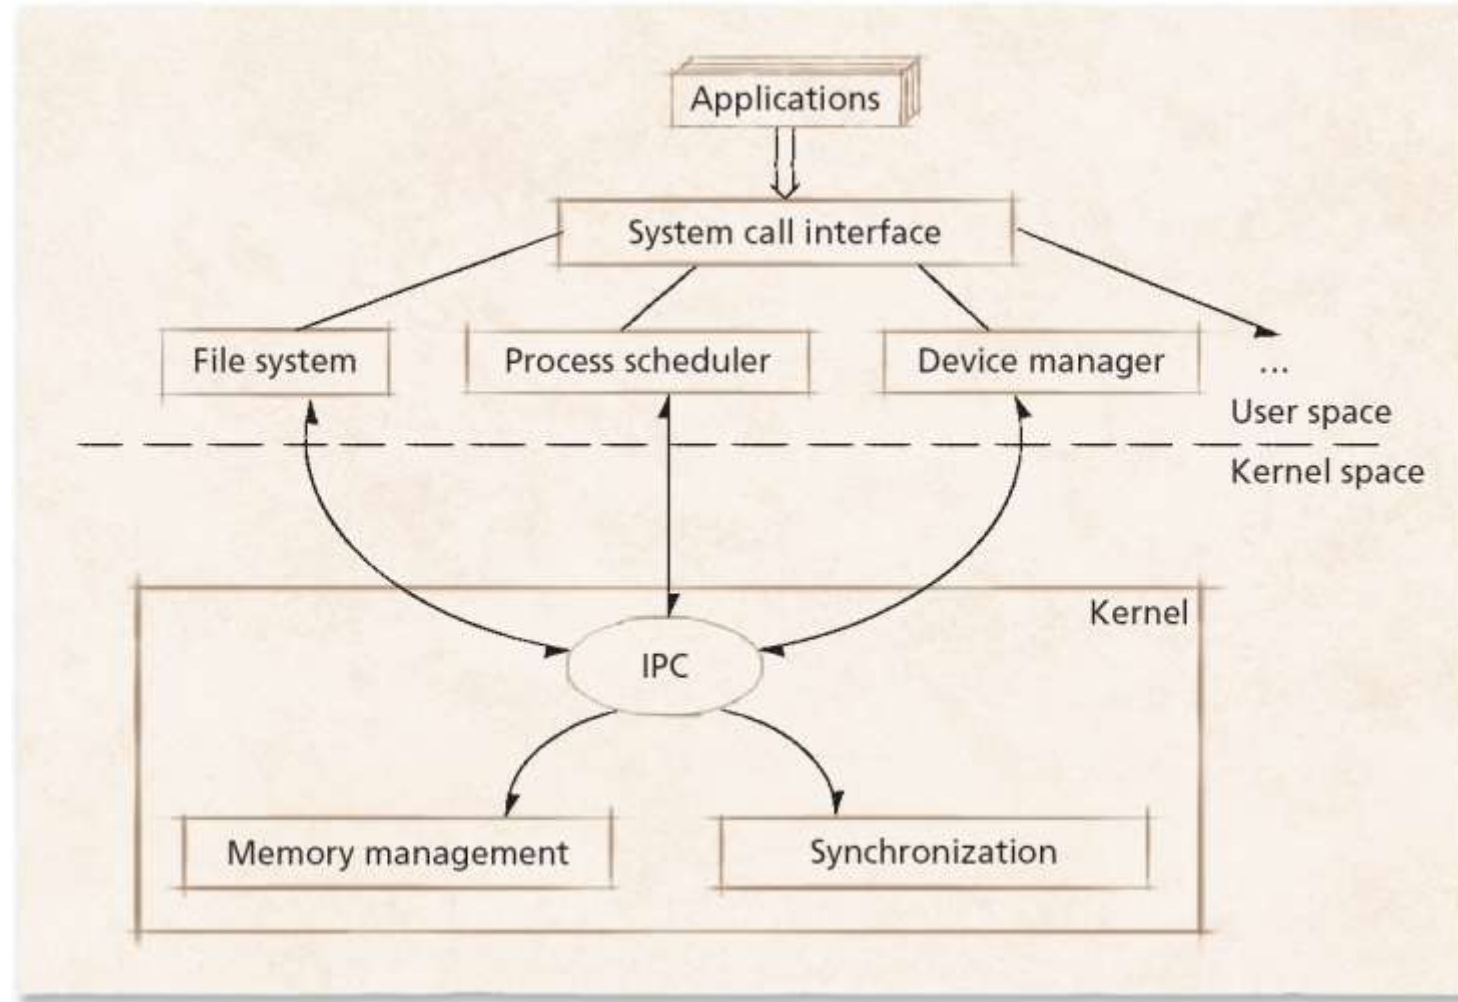 Applications
System call interface
File system
Process scheduler
Device manager
...
User space
Kernel space
Kernel
IPC
Memory management
Synchronization